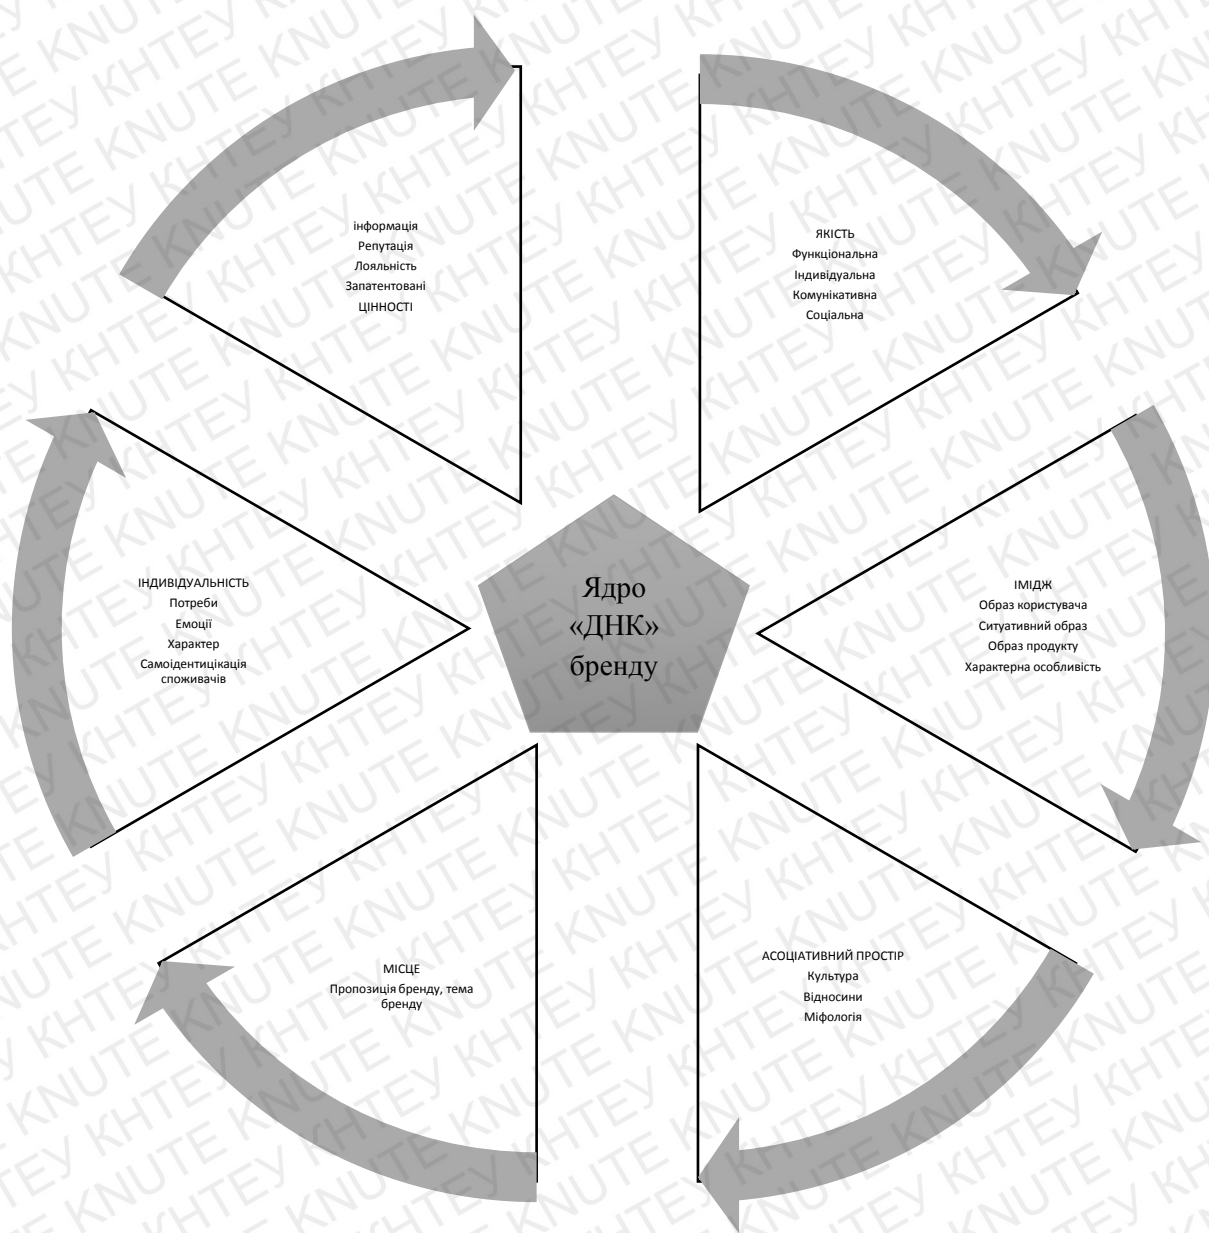 інформація
Репутація
Лояльність
Запатентовані
ЦІННОСТІ
ЯКІСТЬ
Функціональна
Індивідуальна
Комунікативна
Соціальна
ІНДИВІДУАЛЬНІСТЬ
Потреби
Емоції
Характер
Самоідентицікація
споживачів
Ядро
«ДНК»
бренду
ІМІДЖ
Образ користувача
Ситуативний образ
Образ продукту
Характерна особливість
МІСЦЕ
Пропозиція бренду, тема
бренду
АСОЦІАТИВНИЙ ПРОСТІР
Культура
Відносини
Міфологія